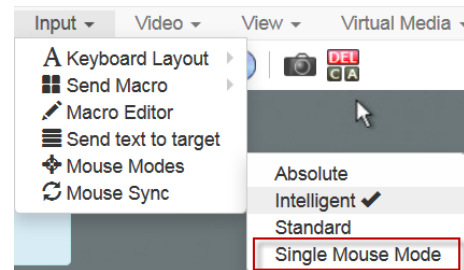 Input Video View Virtual Media
A Keyboard Layout
DEL
CA
Send Macro
Macro Editor
Send text to target
Mouse Modes
Mouse Sync
Absolute
Intelligent
Standard
Single Mouse Mode